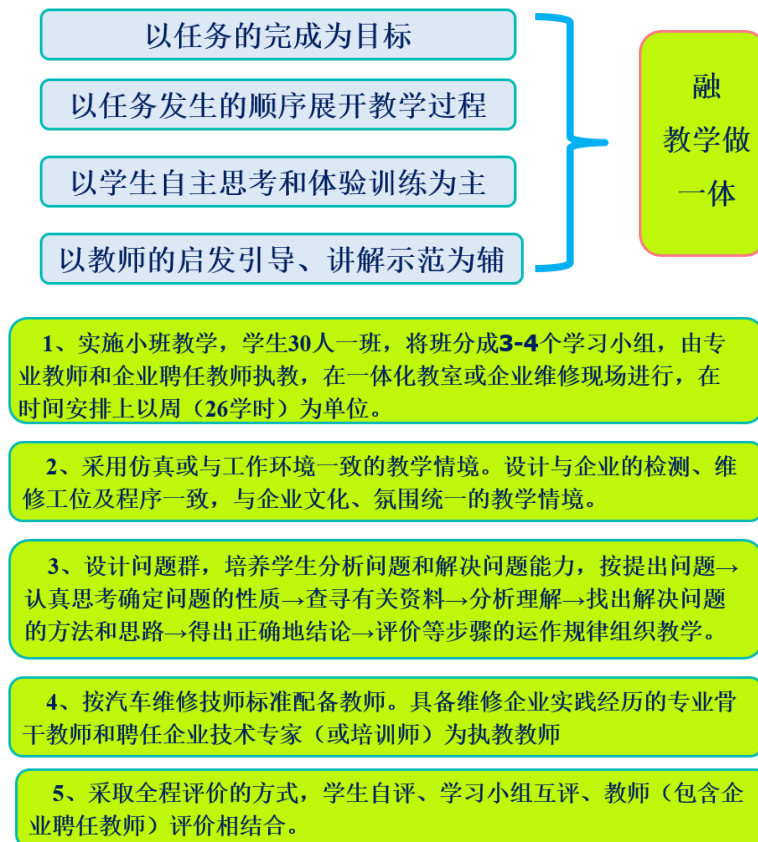 以任务的完成为目标
以任务发生的顺序展开教学过程
以学生自主思考和体验训练为主
以教师的启发引导、讲解示范为辅
融
教学做
一体
1、实施小班教学，学生30人一班，将班分成3-4个学习小组，由专
业教师和企业聘任教师执教，在一体化教室或企业维修现场进行，在
时间安排上以周（26学时）为单位。
2、采用仿真或与工作环境一致的教学情境。设计与企业的检测、维
修工位及程序一致，与企业文化、氛围统一的教学情境。
3、设计问题群，培养学生分析问题和解决问题能力，按提出问题→
认真思考确定问题的性质→查寻有关资料→分析理解→找出解决问题
的方法和思路→得出正确地结论→评价等步骤的运作规律组织教学。
4、按汽车维修技师标准配备教师。具备维修企业实践经历的专业骨
干教师和聘任企业技术专家（或培训师）为执教教师
5、采取全程评价的方式，学生自评、学习小组互评、教师（包含企
业聘任教师）评价相结合。